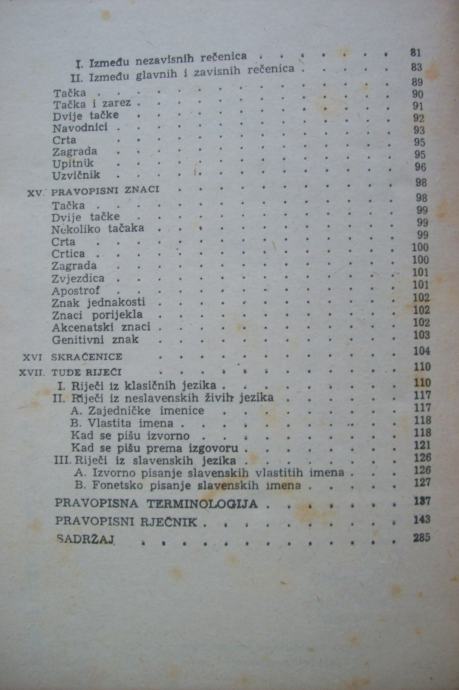 I. Između nezavisnih rečenica . . . . . . . 81
II. Između glavnih i zavisnih rečenica . . . . . 83
Tačka . . . . . . . . . . . . . . 89
Tačka i zarez . . . . . . . . . . . . 90
Dvije tačke . . . . . . . . . . . . . 91
Navodnici . . . . . . . . . . . . . 92
Crta . . . . . . . . . . . . . . 93
Zagrada . . . . . . . . . . . . . 95
Upitnik . . . . . . . . . . . . . 95
Uzvičnik . . . . . . . . . . . . . 96
XV. PRAVOPISNI ZNACI . . . . . . . . . . . 98
Tačka . . . . . . . . . . . . . . 98
Dvije tačke . . . . . . . . . . . . . 99
Nekoliko tačaka . . . . . . . . . . . 99
Crta . . . . . . . . . . . . . . 99
Crtica . . . . . . . . . . . . . . 100
Zagrada . . . . . . . . . . . . . 100
Zvjezdica . . . . . . . . . . . . . 101
Apostrof . . . . . . . . . . . . . 101
Znak jednakosti . . . . . . . . . . . 102
Znaci porijekla . . . . . . . . . . . 102
Akcenatski znaci . . . . . . . . . . . 102
Genitivni znak . . . . . . . . . . . . 103
XVI SKRAĆENICE . . . . . . . . . . . . 104
XVII. TUĐE RIJEČI . . . . . . . . . . . . 110
I. Riječi iz klasičnih jezika . . . . . . . . . 110
II. Riječi iz neslavenskih živih jezika . . . . . . 117
A. Zajedničke imenice . . . . . . . . . 117
B. Vlastita imena . . . . . . . . . . . 118
Kad se pišu izvorno . . . . . . . . . 118
Kad se pišu prema izgovoru . . . . . . . . 121
III. Riječi iz slavenskih jezika . . . . . . . . 126
A. Izvorno pisanje slavenskih vlastitih imena . . . 126
B. Fonetsko pisanje slavenskih imena . . . . . 127
PRAVOPISNA TERMINOLOGIJA . . . . . . . 137
PRAVOPISNI RJEČNIK . . . . . . . . . . 143
SADRŽAJ . . . . . . . . . . . . . 285